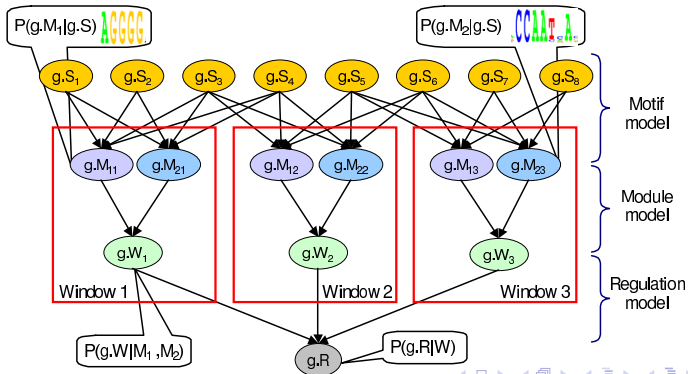 P(g.M₁|g.S) AGGGG
P(g.M₂|g.S) CCAAT A
g.S₁ g.S₂ g.S₃ g.S₄ g.S₅ g.S₆ g.S₇ g.S₈
Motif model
g.M₁₁ g.M₂₁ g.M₁₂ g.M₂₂ g.M₁₃ g.M₂₃
Module model
g.W₁ g.W₂ g.W₃
Window 1 Window 2 Window 3
Regulation model
P(g.W|M₁ ,M₂)
g.R
P(g.R|W)